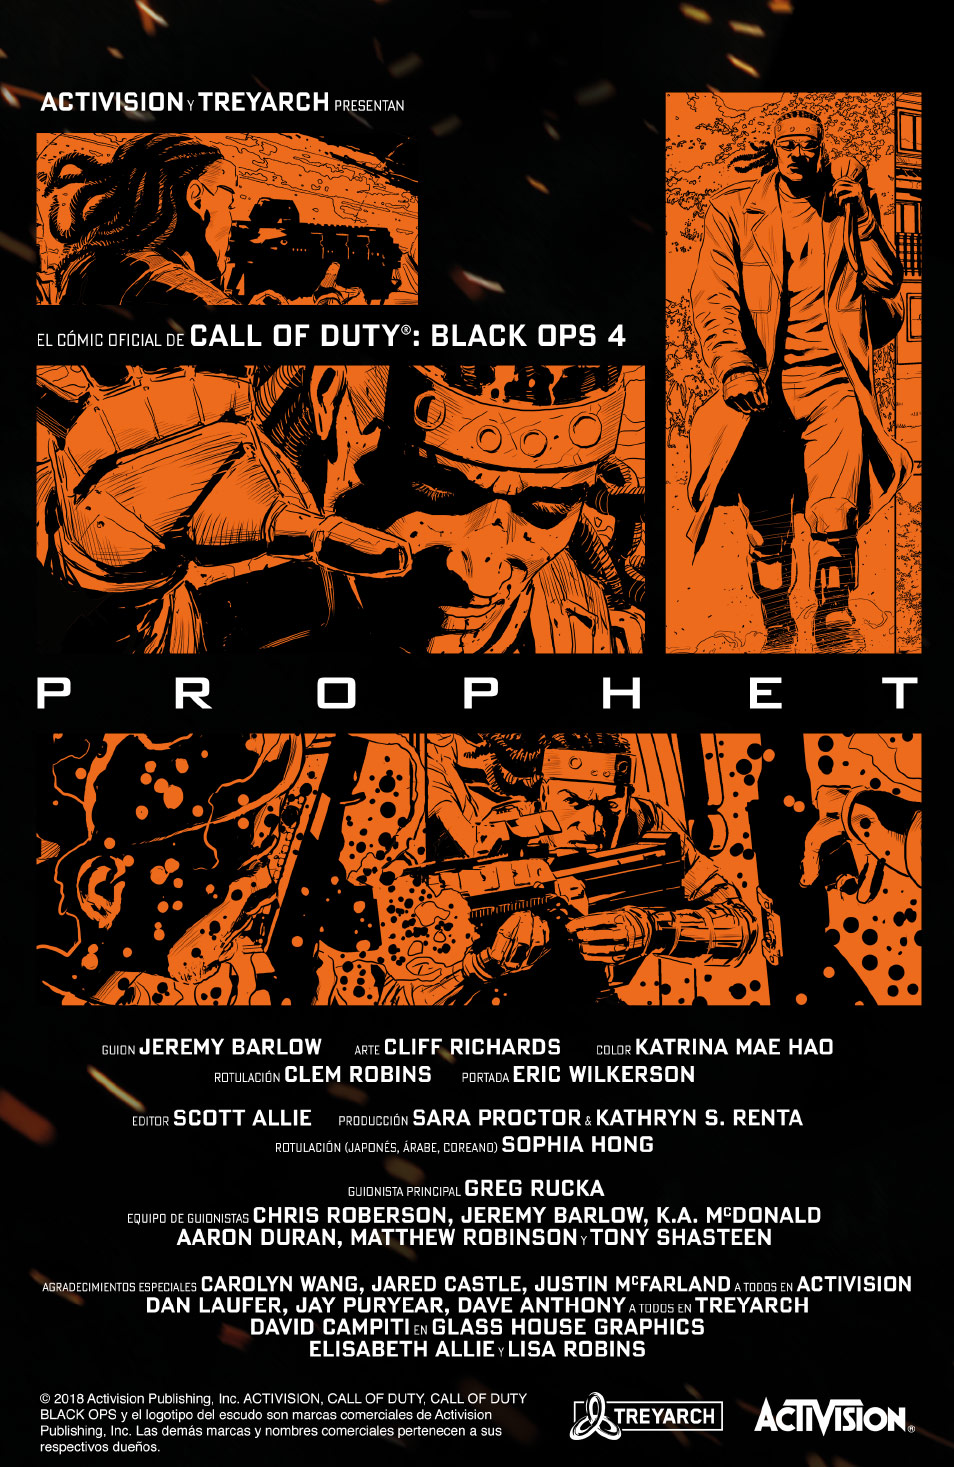 ACTIVISION Y TREYARCH PRESENTAN
EL CÓMIC OFICIAL DE CALL OF DUTY®: BLACK OPS 4
PROPHET
GUION JEREMY BARLOW ARTE CLIFF RICHARDS COLOR KATRINA MAE HAO
ROTULACIÓN CLEM ROBINS PORTADA ERIC WILKERSON
EDITOR SCOTT ALLIE PRODUCCIÓN SARA PROCTOR & KATHRYN S. RENTA
ROTULACIÓN (JAPONÉS, ÁRABE, COREANO) SOPHIA HONG
GUIONISTA PRINCIPAL GREG RUCKA
EQUIPO DE GUIONISTAS CHRIS ROBERSON, JEREMY BARLOW, K.A. McDONALD
AARON DURAN, MATTHEW ROBINSON Y TONY SHASTEEN
AGRADECIMIENTOS ESPECIALES CAROLYN WANG, JARED CASTLE, JUSTIN McFARLAND A TODOS EN ACTIVISION
DAN LAUFER, JAY PURYEAR, DAVE ANTHONY A TODOS EN TREYARCH
DAVID CAMPITI EN GLASS HOUSE GRAPHICS
ELISABETH ALLIE Y LISA ROBINS
© 2018 Activision Publishing, Inc. ACTIVISION, CALL OF DUTY, CALL OF DUTY
BLACK OPS y el logotipo del escudo son marcas comerciales de Activision
Publishing, Inc. Las demás marcas y nombres comerciales pertenecen a sus
respectivos dueños.
TREYARCH
ACTIVISION®